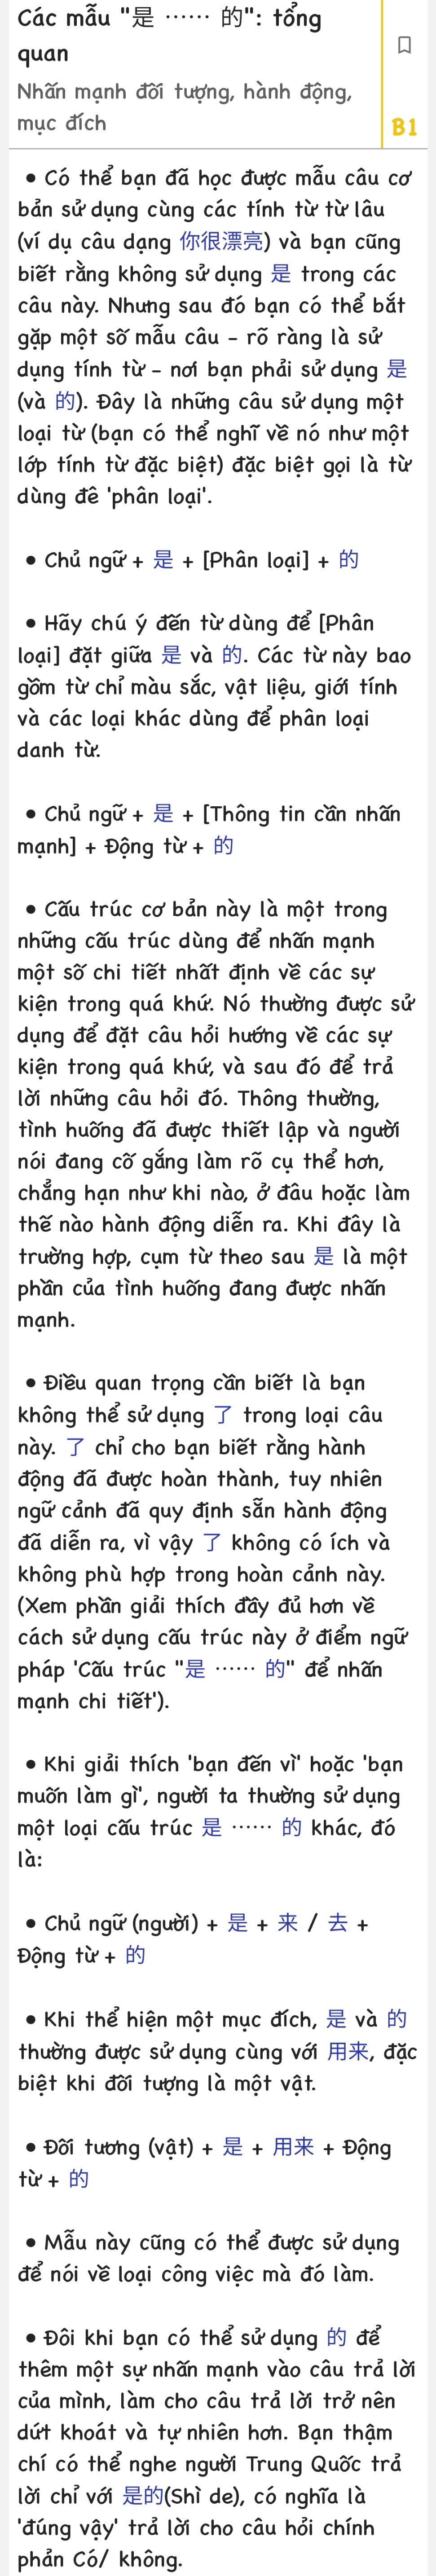 Các mẫu "是 …… 的": tổng
quan
Nhấn mạnh đối tượng, hành động,
mục đích
B1
● Có thể bạn đã học được mẫu câu cơ
bản sử dụng cùng các tính từ từ lâu
(ví dụ câu dạng 你很漂亮) và bạn cũng
biết rằng không sử dụng 是 trong các
câu này. Nhưng sau đó bạn có thể bắt
gặp một số mẫu câu – rõ ràng là sử
dụng tính từ – nơi bạn phải sử dụng 是
(và 的). Đây là những câu sử dụng một
loại từ (bạn có thể nghĩ về nó như một
lớp tính từ đặc biệt) đặc biệt gọi là từ
dùng đê 'phân loại'.
● Chủ ngữ + 是 + [Phân loại] + 的
● Hãy chú ý đến từ dùng để [Phân
loại] đặt giữa 是 và 的. Các từ này bao
gồm từ chỉ màu sắc, vật liệu, giới tính
và các loại khác dùng để phân loại
danh từ.
● Chủ ngữ + 是 + [Thông tin cần nhấn
mạnh] + Động từ + 的
● Cấu trúc cơ bản này là một trong
những cấu trúc dùng để nhấn mạnh
một số chi tiết nhất định về các sự
kiện trong quá khứ. Nó thường được sử
dụng để đặt câu hỏi hướng về các sự
kiện trong quá khứ, và sau đó để trả
lời những câu hỏi đó. Thông thường,
tình huống đã được thiết lập và người
nói đang cố gắng làm rõ cụ thể hơn,
chẳng hạn như khi nào, ở đâu hoặc làm
thế nào hành động diễn ra. Khi đây là
trường hợp, cụm từ theo sau 是 là một
phần của tình huống đang được nhấn
mạnh.
● Điều quan trọng cần biết là bạn
không thể sử dụng 了 trong loại câu
này. 了 chỉ cho bạn biết rằng hành
động đã được hoàn thành, tuy nhiên
ngữ cảnh đã quy định sẵn hành động
đã diễn ra, vì vậy 了 không có ích và
không phù hợp trong hoàn cảnh này.
(Xem phần giải thích đầy đủ hơn về
cách sử dụng cấu trúc này ở điểm ngữ
pháp 'Cấu trúc "是 …… 的" để nhấn
mạnh chi tiết').
● Khi giải thích 'bạn đến vì' hoặc 'bạn
muốn làm gì', người ta thường sử dụng
một loại cấu trúc 是 …… 的 khác, đó
là:
● Chủ ngữ (người) + 是 + 来 / 去 +
Động từ + 的
● Khi thể hiện một mục đích, 是 và 的
thường được sử dụng cùng với 用来, đặc
biệt khi đối tượng là một vật.
● Đối tương (vật) + 是 + 用来 + Động
từ + 的
● Mẫu này cũng có thể được sử dụng
để nói về loại công việc mà đó làm.
● Đôi khi bạn có thể sử dụng 的 để
thêm một sự nhấn mạnh vào câu trả lời
của mình, làm cho câu trả lời trở nên
dứt khoát và tự nhiên hơn. Bạn thậm
chí có thể nghe người Trung Quốc trả
lời chỉ với 是的(Shì de), có nghĩa là
'đúng vậy' trả lời cho câu hỏi chính
phản Có/ không.